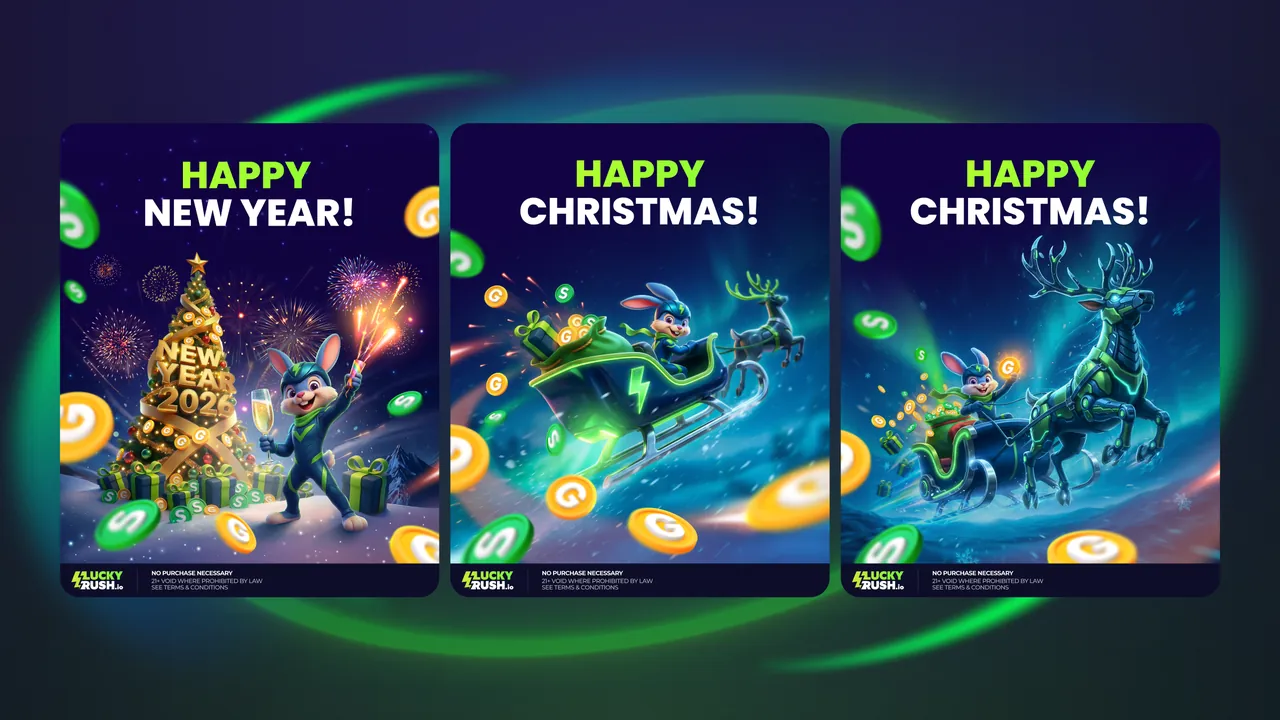 HAPPY
NEW YEAR!
NEW
YEAR
2026
LUCKY
RUSH.io
NO PURCHASE NECESSARY
21+ VOID WHERE PROHIBITED BY LAW
SEE TERMS & CONDITIONS
HAPPY
CHRISTMAS!
LUCKY
RUSH.io
NO PURCHASE NECESSARY
21+ VOID WHERE PROHIBITED BY LAW
SEE TERMS & CONDITIONS
HAPPY
CHRISTMAS!
LUCKY
RUSH.io
NO PURCHASE NECESSARY
21+ VOID WHERE PROHIBITED BY LAW
SEE TERMS & CONDITIONS